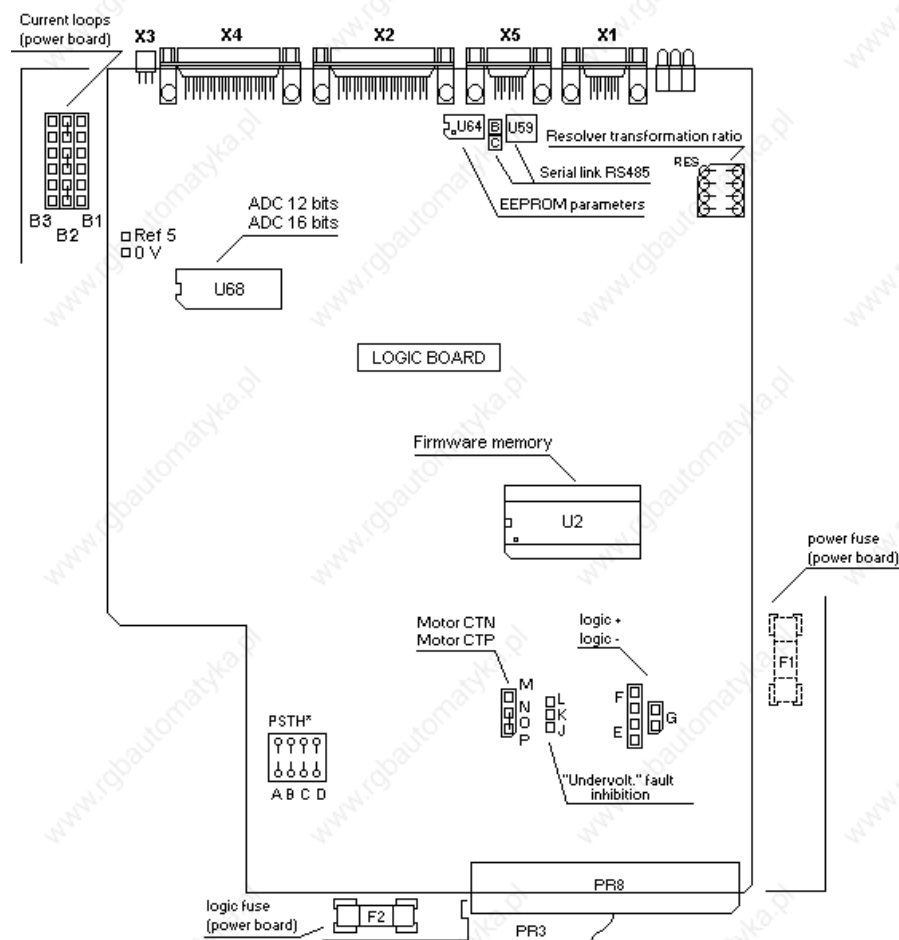 Current loops
(power board)
X3
X4
X2
X5
X1
U64
B
C
U59
Resolver transformation ratio
RES
Serial link RS485
EEPROM parameters
B3
B2
B1
Ref 5
0 V
ADC 12 bits
ADC 16 bits
U68
LOGIC BOARD
Firmware memory
U2
power fuse
(power board)
F1
Motor CTN
Motor CTP
logic +
logic -
M
N
O
P
L
K
J
F
E
G
PSTH*
A B C D
"Undervolt." fault
inhibition
PR8
logic fuse
(power board)
F2
PR3
www.rgbautomatyka.pl